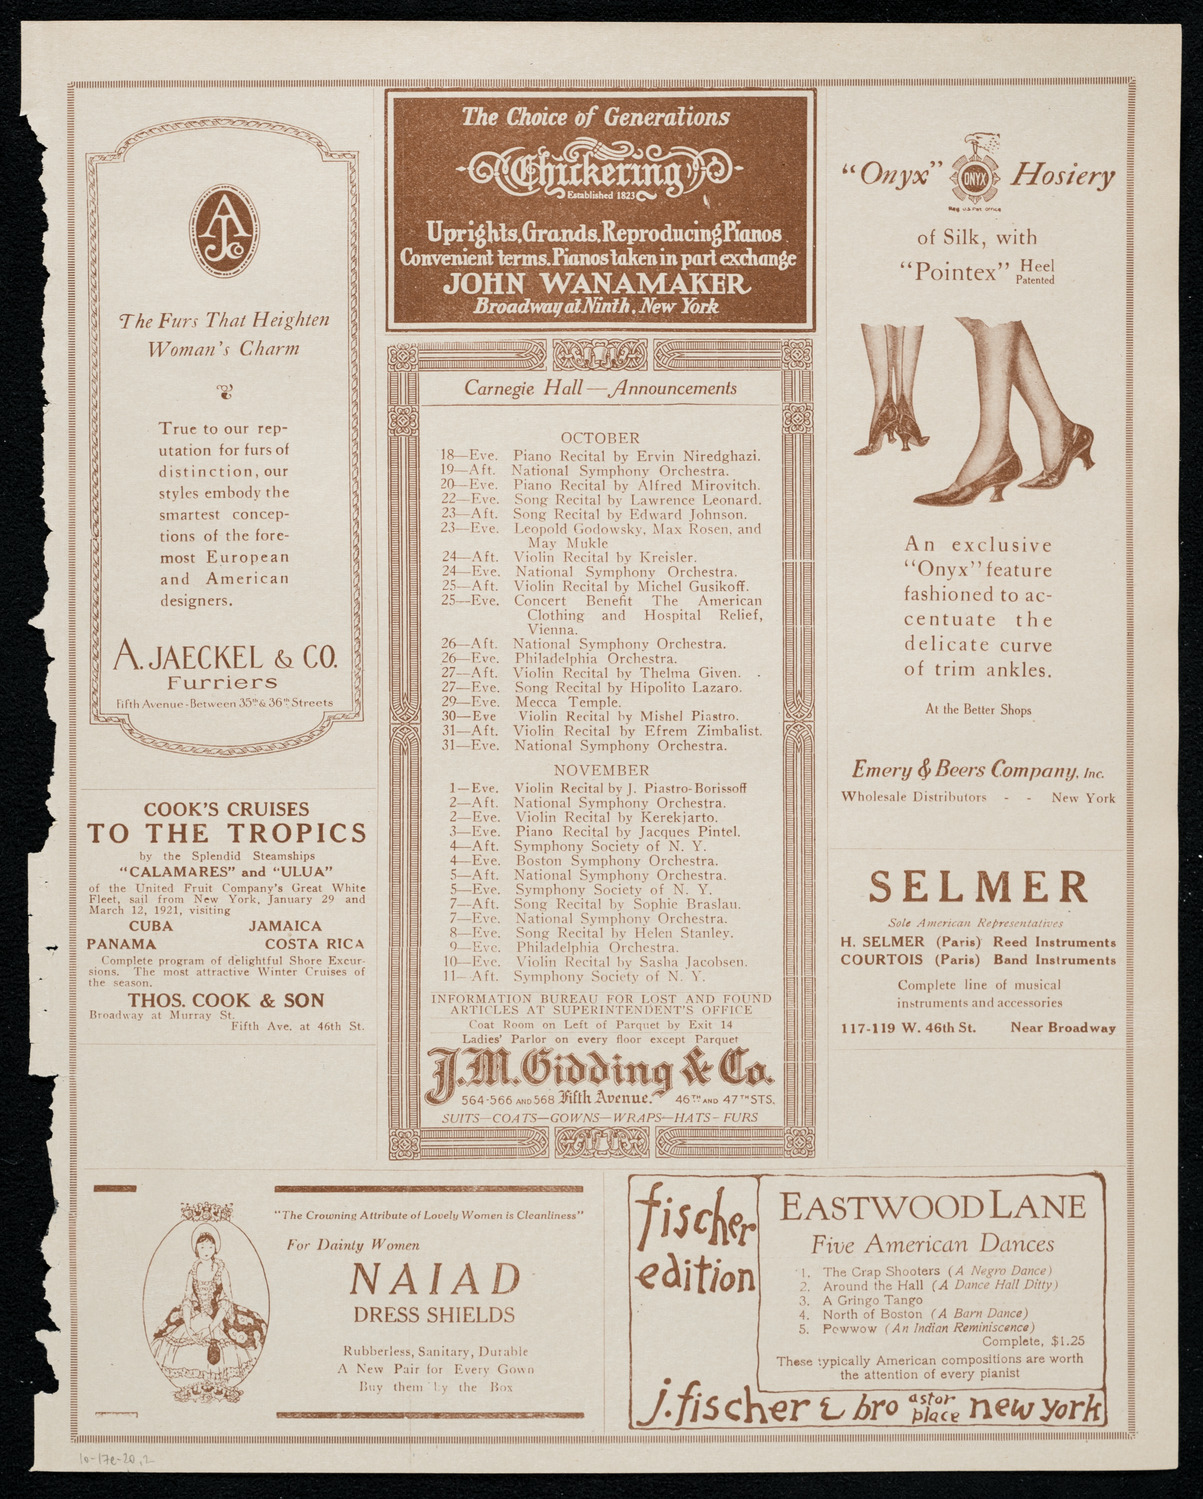 AJCo
The Furs That Heighten
Woman's Charm
True to our rep-
utation for furs of
distinction, our
styles embody the
smartest concep-
tions of the fore-
most European
and American
designers.
A. JAECKEL & CO.
Furriers
Fifth Avenue-Between 35th & 36th Streets
COOK'S CRUISES
TO THE TROPICS
by the Splendid Steamships
"CALAMARES" and "ULUA"
of the United Fruit Company's Great White
Fleet, sail from New York, January 29 and
March 12, 1921, visiting
CUBA JAMAICA
PANAMA COSTA RICA
Complete program of delightful Shore Excur-
sions. The most attractive Winter Cruises of
the season.
THOS. COOK & SON
Broadway at Murray St.
Fifth Ave. at 46th St.
The Choice of Generations
Chickering
Established 1823
Uprights, Grands, Reproducing Pianos
Convenient terms. Pianos taken in part exchange
JOHN WANAMAKER
Broadway at Ninth, New York
Carnegie Hall—Announcements
OCTOBER
18—Eve. Piano Recital by Ervin Niredghazi.
19—Aft. National Symphony Orchestra.
20—Eve. Piano Recital by Alfred Mirovitch.
22—Eve. Song Recital by Lawrence Leonard.
23—Aft. Song Recital by Edward Johnson.
23—Eve. Leopold Godowsky, Max Rosen, and
May Mukle
24—Aft. Violin Recital by Kreisler.
24—Eve. National Symphony Orchestra.
25—Aft. Violin Recital by Michel Gusikoff.
25—Eve. Concert Benefit The American
Clothing and Hospital Relief,
Vienna.
26—Aft. National Symphony Orchestra.
26—Eve. Philadelphia Orchestra.
27—Aft. Violin Recital by Thelma Given.
27—Eve. Song Recital by Hipolito Lazaro.
29—Eve. Mecca Temple.
30—Eve Violin Recital by Mishel Piastro.
31—Aft. Violin Recital by Efrem Zimbalist.
31—Eve. National Symphony Orchestra.
NOVEMBER
1—Eve. Violin Recital by J. Piastro-Borissoff
2—Aft. National Symphony Orchestra.
2—Eve. Violin Recital by Kerekjarto.
3—Eve. Piano Recital by Jacques Pintel.
4—Aft. Symphony Society of N. Y.
4—Eve. Boston Symphony Orchestra.
5—Aft. National Symphony Orchestra.
5—Eve. Symphony Society of N. Y.
7—Aft. Song Recital by Sophie Braslau.
7—Eve. National Symphony Orchestra.
8—Eve. Song Recital by Helen Stanley.
9—Eve. Philadelphia Orchestra.
10—Eve. Violin Recital by Sasha Jacobsen.
11—Aft. Symphony Society of N. Y.
INFORMATION BUREAU FOR LOST AND FOUND
ARTICLES AT SUPERINTENDENT'S OFFICE
Coat Room on Left of Parquet by Exit 14
Ladies' Parlor on every floor except Parquet
J.M. Gidding & Co.
564-566 AND 568 Fifth Avenue. 46TH AND 47TH STS.
SUITS—COATS—GOWNS—WRAPS—HATS-FURS
"Onyx" ONYX Hosiery
Reg U.S. Pat. Office
of Silk, with
"Pointex" Heel
Patented
An exclusive
"Onyx" feature
fashioned to ac-
centuate the
delicate curve
of trim ankles.
At the Better Shops
Emery & Beers Company, Inc.
Wholesale Distributors - - New York
SELMER
Sole American Representatives
H. SELMER (Paris) Reed Instruments
COURTOIS (Paris) Band Instruments
Complete line of musical
instruments and accessories
117-119 W. 46th St. Near Broadway
"The Crowning Attribute of Lovely Women is Cleanliness"
For Dainty Women
NAIAD
DRESS SHIELDS
Rubberless, Sanitary, Durable
A New Pair for Every Gown
Buy them by the Box
fischer
edition
EASTWOOD LANE
Five American Dances
1. The Crap Shooters (A Negro Dance)
2. Around the Hall (A Dance Hall Ditty)
3. A Gringo Tango
4. North of Boston (A Barn Dance)
5. Powwow (An Indian Reminiscence)
Complete, $1.25
These typically American compositions are worth
the attention of every pianist
j. fischer & bro astor place new york
10-17e-20,2